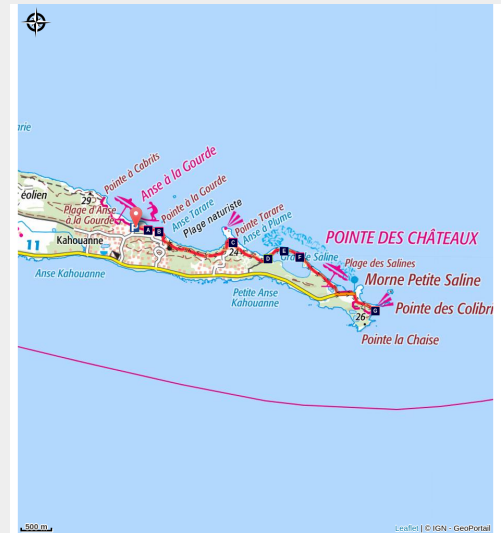 arie
éolien
29
Pointe à Cabrits
Anse à la Gourde
Plage d'Anse
à la Gourde
P
A
B
Pointe à la Gourde
Anse Tarare
Plage naturiste
11
Kahouanne
Anse Kahouanne
C
24
Pointe Tarare
Anse à Plume
D
E
F
Grande Saline
POINTE DES CHÂTEAUX
Plage des Salines
Petite Anse
Kahouanne
Morne Petite Saline
Pointe des Colibri
G
26
Pointe la Chaise
500 m
Leaflet | © IGN - GeoPortail